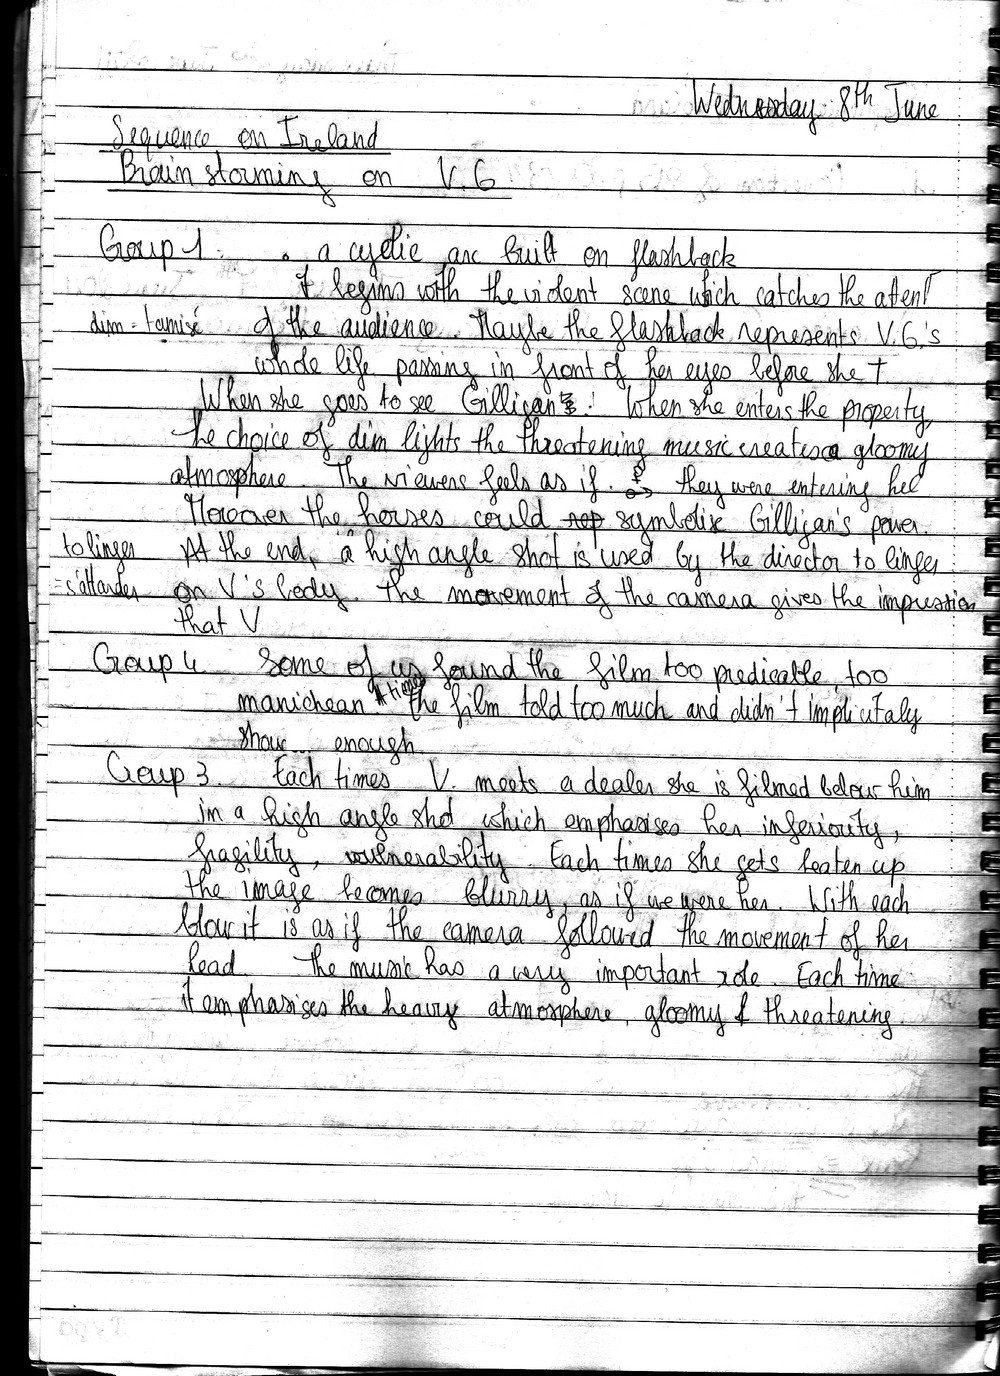 Wednesday 8th June
Sequence on Ireland
Brain storming on V.G
Group 1 . a cyclic arc built on flashback
It begins with the violent scene which catches the attent°
dim = tamisé of the audience. Maybe the flashback represents V.G.'s
whole life passing in front of her eyes before she †
When she goes to see Gilligan : When she enters the property,
the choice of dim lights the threatening music creates a gloomy
atmosphere. The viewers feels as if they were entering hell
Moreover the horses could rep symbolix Gilligan's power.
to linger At the end, a high angle shot is used by the director to linger
= s'attarder on V's body. The movement of the camera gives the impression
that V
Group 4 Some of us found the film too predicable, too
manichean * times the film told too much and didn't implicitaly
show enough
Group 3. Each times V. meets a dealer she is filmed below him
in a high angle shot which emphasises her inferiority,
fragility, vulnerability. Each times she gets beaten up
the image becomes blurry, as if we were her. With each
blow it is as if the camera followed the movement of her
head The music has a very important role. Each time
it emphasises the heavy atmosphere, gloomy & threatening.